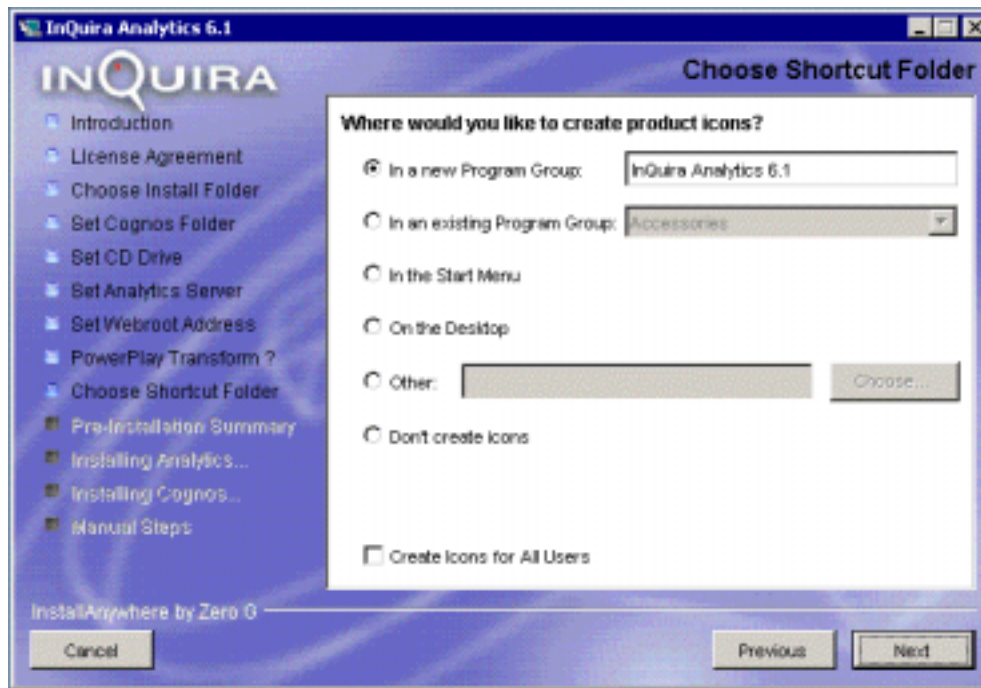 InQuira Analytics 6.1
INQUIRA
Choose Shortcut Folder
Introduction
License Agreement
Choose Install Folder
Set Cognos Folder
Set CD Drive
Set Analytics Server
Set Webroot Address
PowerPlay Transform ?
Choose Shortcut Folder
Pre-Installation Summary
Installing Analytics...
Installing Cognos...
Manual Steps
Where would you like to create product icons?
In a new Program Group: InQuira Analytics 6.1
In an existing Program Group: Accessories
In the Start Menu
On the Desktop
Other: Choose...
Don't create icons
Create Icons for All Users
InstallAnywhere by Zero G
Cancel Previous Next